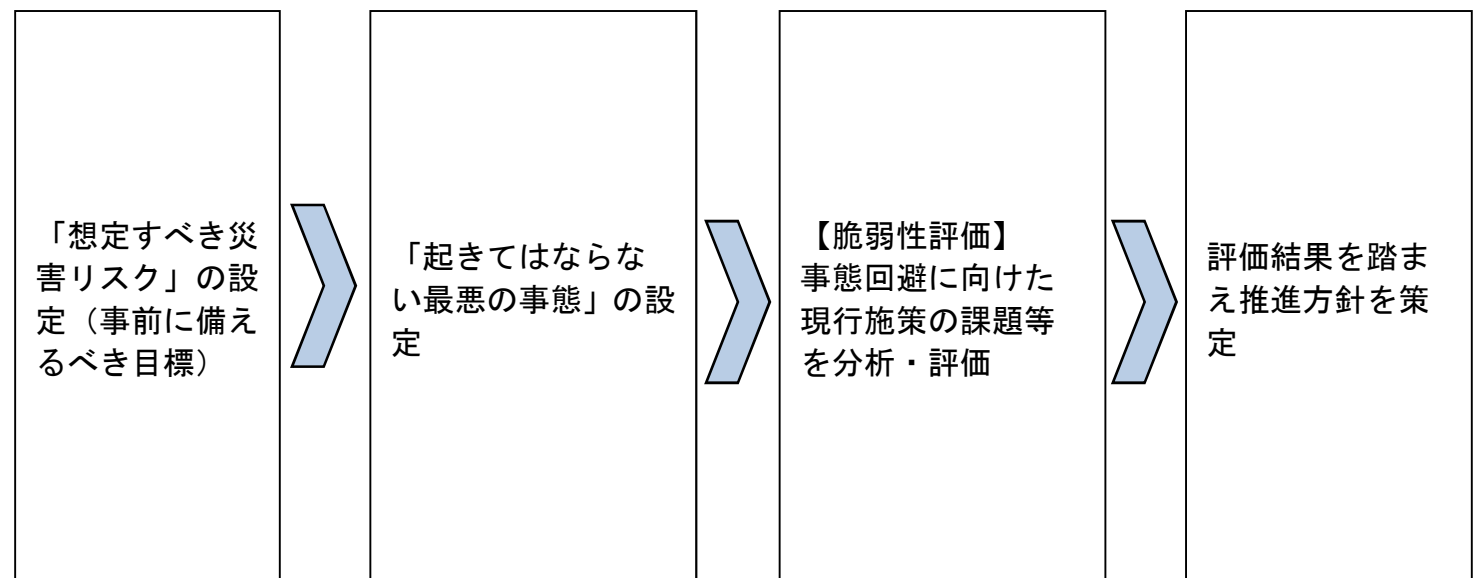 「想定すべき災
害リスク」の設
定（事前に備え
るべき目標）
「起きてはならな
い最悪の事態」の設
定
【脆弱性評価】
事態回避に向けた
現行施策の課題等
を分析・評価
評価結果を踏ま
え推進方針を策
定